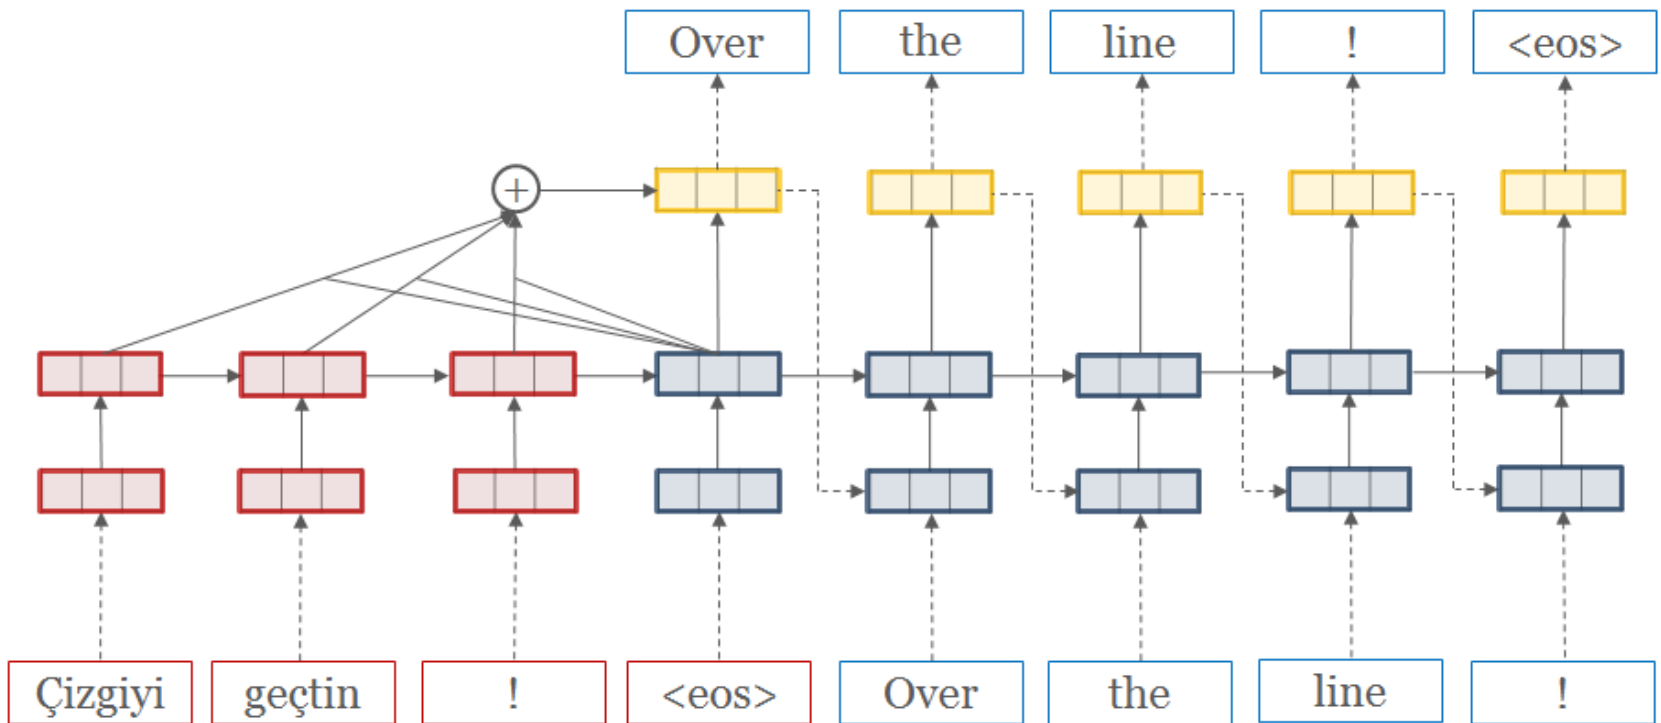 Over the line ! <eos>
+
Çizgiyi geçtin ! <eos> Over the line !